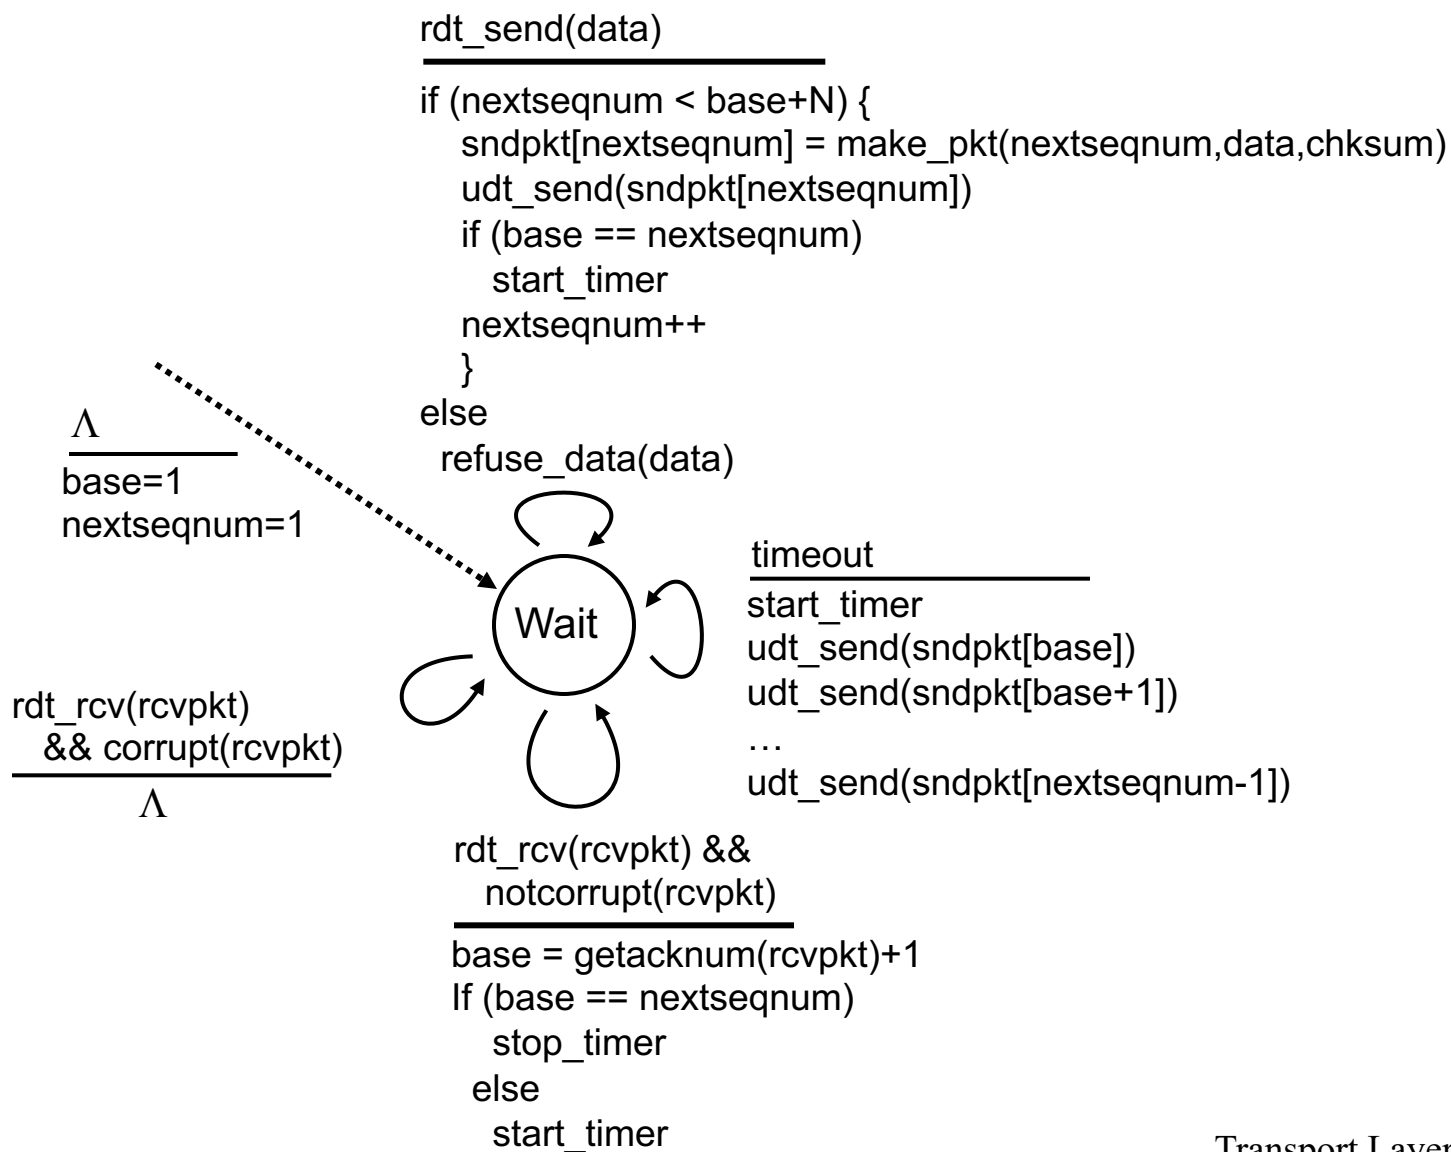 rdt_send(data)
if (nextseqnum < base+N) {
sndpkt[nextseqnum] = make_pkt(nextseqnum,data,chksum)
udt_send(sndpkt[nextseqnum])
if (base == nextseqnum)
start_timer
nextseqnum++
}
else
refuse_data(data)
Λ
base=1
nextseqnum=1
Wait
timeout
start_timer
udt_send(sndpkt[base])
udt_send(sndpkt[base+1])
…
udt_send(sndpkt[nextseqnum-1])
rdt_rcv(rcvpkt)
&& corrupt(rcvpkt)
Λ
rdt_rcv(rcvpkt) &&
notcorrupt(rcvpkt)
base = getacknum(rcvpkt)+1
If (base == nextseqnum)
stop_timer
else
start_timer
Transport Layer